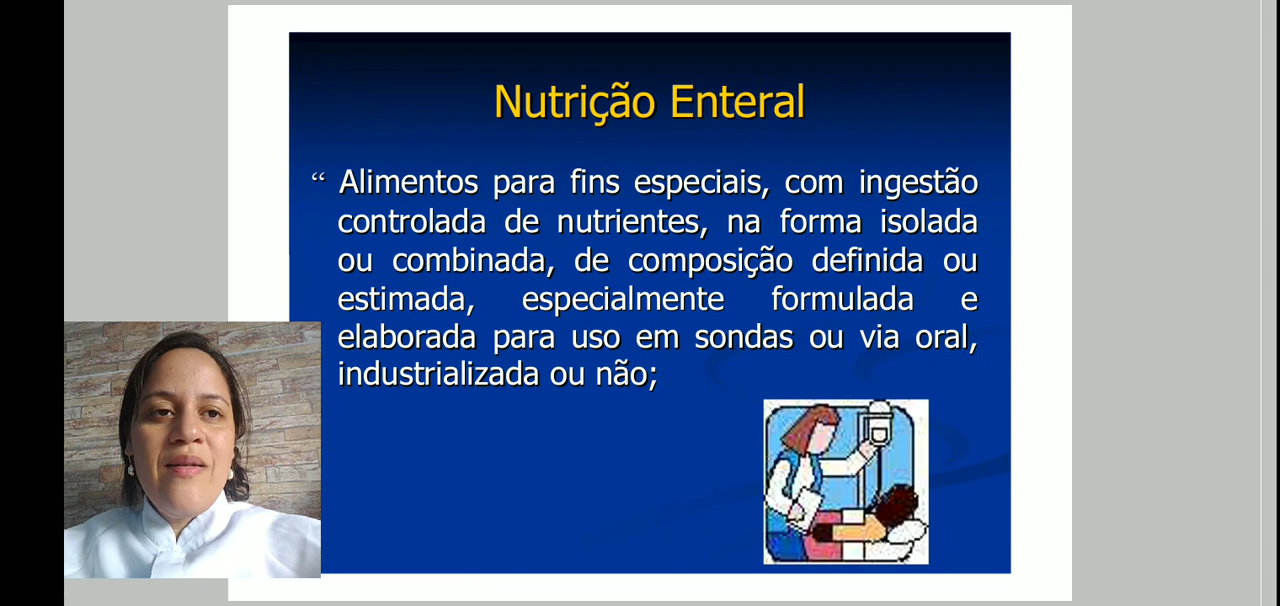 Nutrição Enteral
“ Alimentos para fins especiais, com ingestão
controlada de nutrientes, na forma isolada
ou combinada, de composição definida ou
estimada, especialmente formulada e
elaborada para uso em sondas ou via oral,
industrializada ou não;